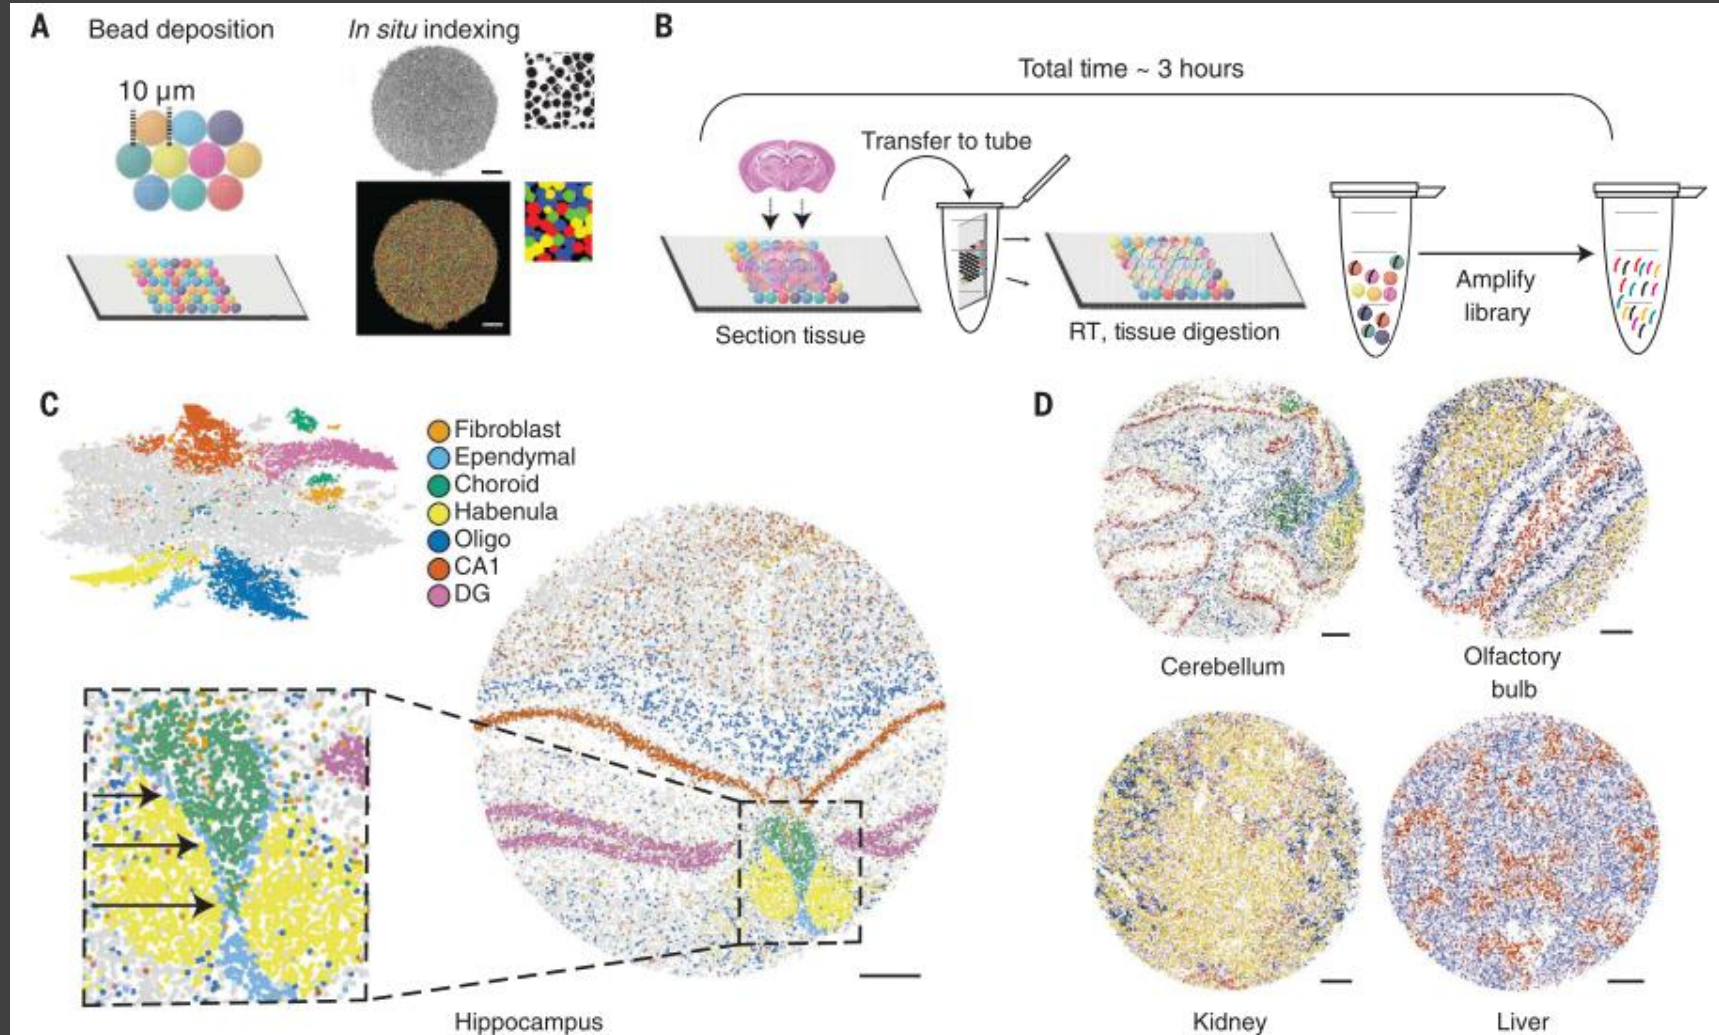 A
Bead deposition
In situ indexing
10 µm
B
Total time ~ 3 hours
Transfer to tube
Section tissue
RT, tissue digestion
Amplify
library
C
Fibroblast
Ependymal
Choroid
Habenula
Oligo
CA1
DG
Hippocampus
D
Cerebellum
Olfactory
bulb
Kidney
Liver